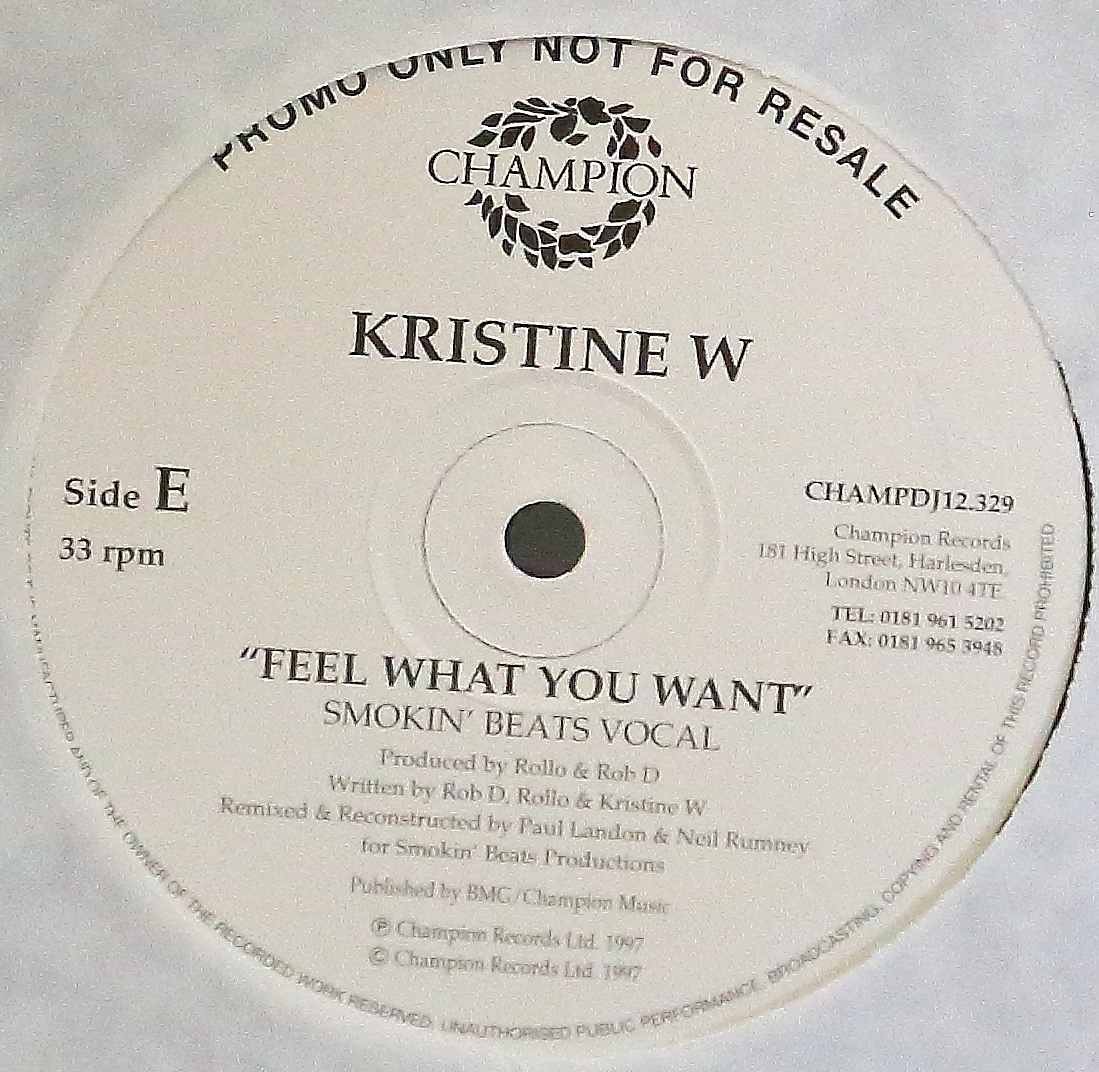 PROMO ONLY NOT FOR RESALE
CHAMPION
KRISTINE W
Side E
33 rpm
CHAMPDJ12.329
Champion Records
181 High Street, Harlesden,
London NW10 4TE
TEL: 0181 961 5202
FAX: 0181 965 3948
"FEEL WHAT YOU WANT"
SMOKIN' BEATS VOCAL
Produced by Rollo & Rob D
Written by Rob D, Rollo & Kristine W
Remixed & Reconstructed by Paul Landon & Neil Rumney
for Smokin' Beats Productions
Published by BMG/Champion Music
℗ Champion Records Ltd. 1997
© Champion Records Ltd. 1997
AND OF THE OWNER OF THE RECORDED WORK RESERVED. UNAUTHORISED PUBLIC PERFORMANCE, BROADCASTING, COPYING AND RENTAL OF THIS RECORD PROHIBITED